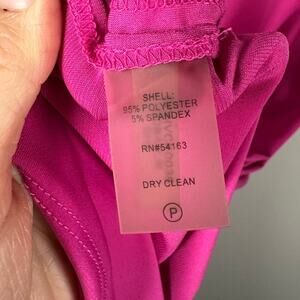 SHELL:
95% POLYESTER
5% SPANDEX
RN#54163
DRY CLEAN
P